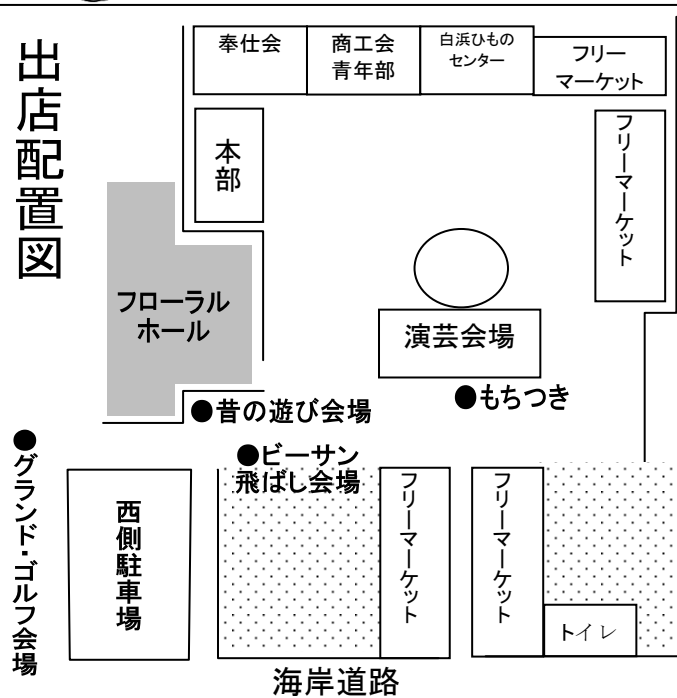 出店配置図
奉仕会
商工会
青年部
白浜ひもの
センター
フリー
マーケット
本部
フリーマーケット
フローラル
ホール
演芸会場
●もちつき
●昔の遊び会場
●ビーサン
飛ばし会場
●グランド・ゴルフ会場
西側駐車場
フリーマーケット
フリーマーケット
トイレ
海岸道路